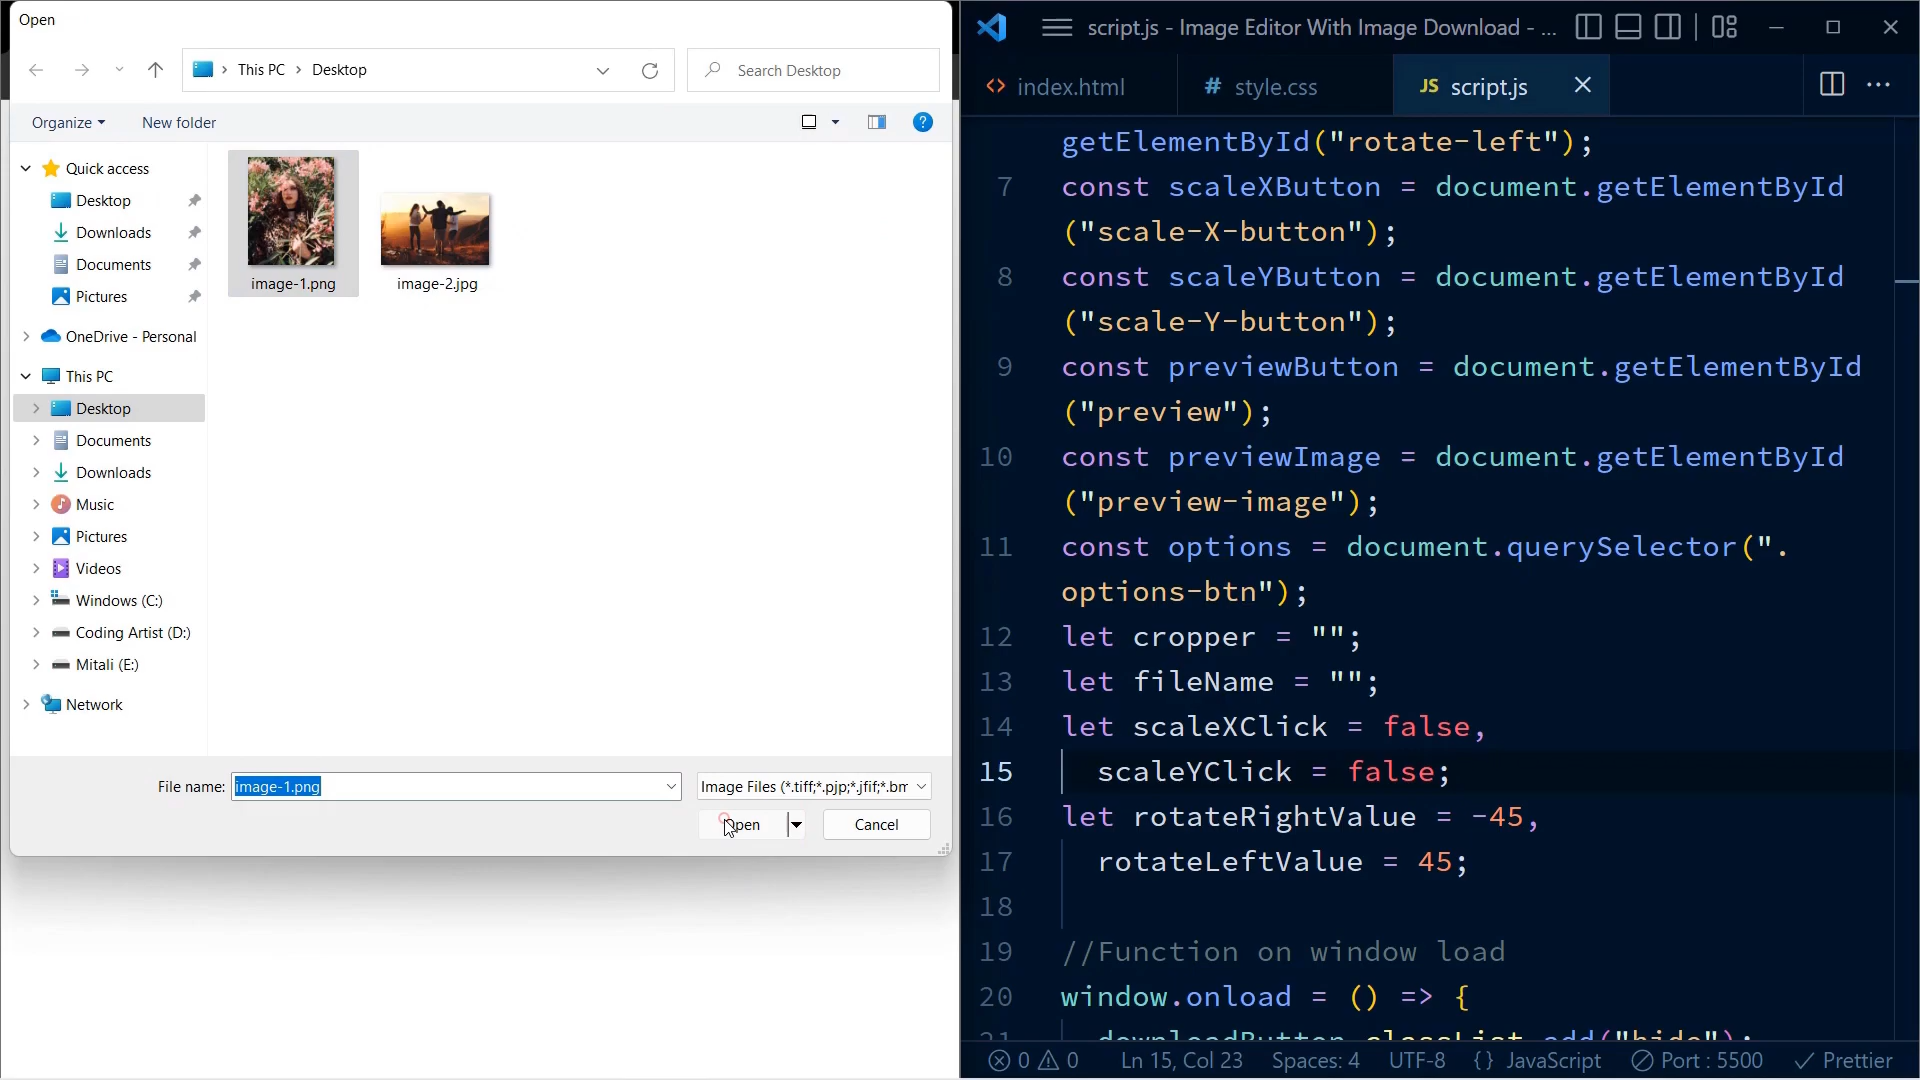 Open
This PC
Desktop
Search Desktop
Organize
New folder
Quick access
Desktop
Downloads
Documents
Pictures
OneDrive - Personal
This PC
Desktop
Documents
Downloads
Music
Pictures
Videos
Windows (C:)
Coding Artist (D:)
Mitali (E:)
Network
image-1.png
image-2.jpg
File name:
image-1.png
Image Files (*.tiff;*.pjp;*.jfif;*.bm
Open
Cancel
script.js - Image Editor With Image Download - ...
index.html
# style.css
JS script.js
getElementById("rotate-left");
7 const scaleXButton = document.getElementById
("scale-X-button");
8 const scaleYButton = document.getElementById
("scale-Y-button");
9 const previewButton = document.getElementById
("preview");
10 const previewImage = document.getElementById
("preview-image");
11 const options = document.querySelector(".
options-btn");
12 let cropper = "";
13 let fileName = "";
14 let scaleXClick = false,
15 scaleYClick = false;
16 let rotateRightValue = -45,
17 rotateLeftValue = 45;
18
19 //Function on window load
20 window.onload = () => {
21 downloadButton.classList.add("hide");
0 0 Ln 15, Col 23 Spaces: 4 UTF-8 {} JavaScript Port : 5500 Prettier